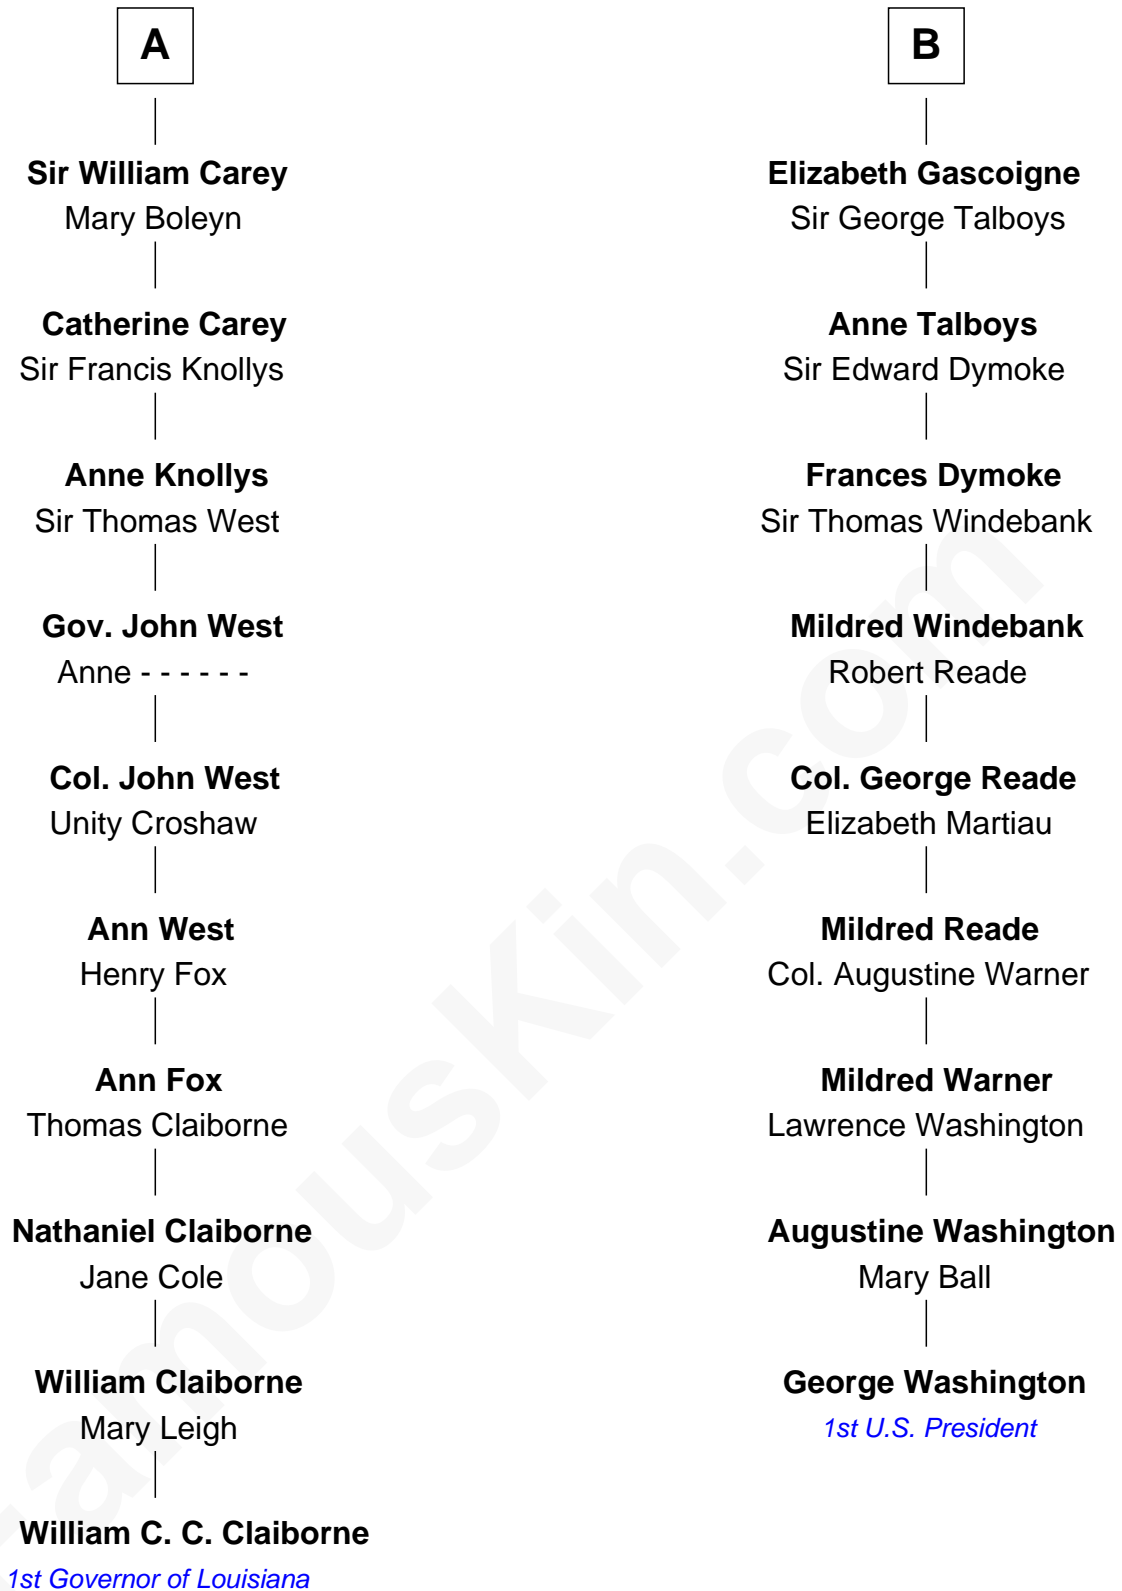 A
Sir William Carey
Mary Boleyn
Catherine Carey
Sir Francis Knollys
Anne Knollys
Sir Thomas West
Gov. John West
Anne - - - - - -
Col. John West
Unity Croshaw
Ann West
Henry Fox
Ann Fox
Thomas Claiborne
Nathaniel Claiborne
Jane Cole
William Claiborne
Mary Leigh
William C. C. Claiborne
1st Governor of Louisiana
B
Elizabeth Gascoigne
Sir George Talboys
Anne Talboys
Sir Edward Dymoke
Frances Dymoke
Sir Thomas Windebank
Mildred Windebank
Robert Reade
Col. George Reade
Elizabeth Martiau
Mildred Reade
Col. Augustine Warner
Mildred Warner
Lawrence Washington
Augustine Washington
Mary Ball
George Washington
1st U.S. President
FamousKin.com